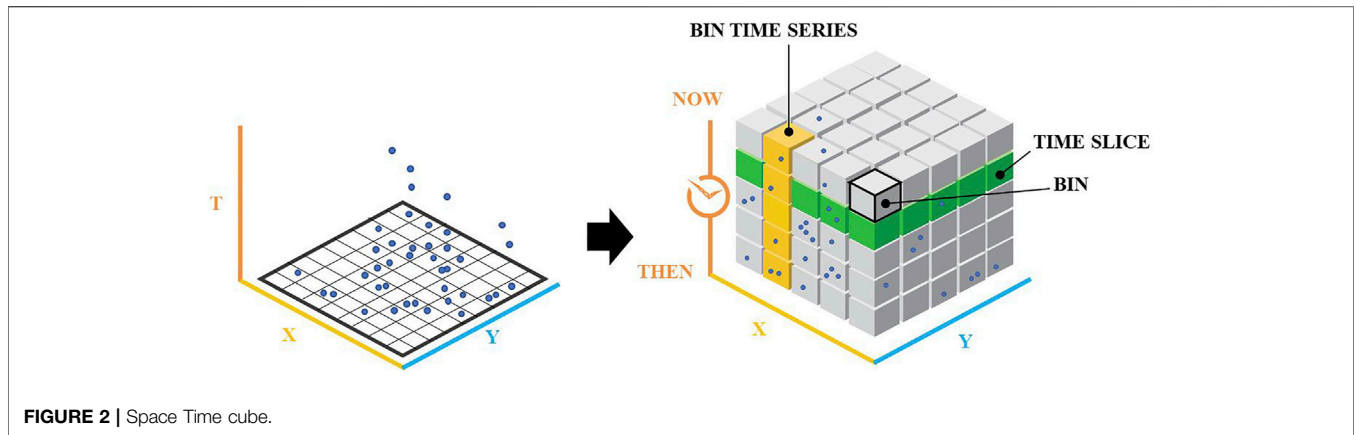 BIN TIME SERIES
NOW
TIME SLICE
BIN
T
THEN
X
Y
X
Y
FIGURE 2 | Space Time cube.